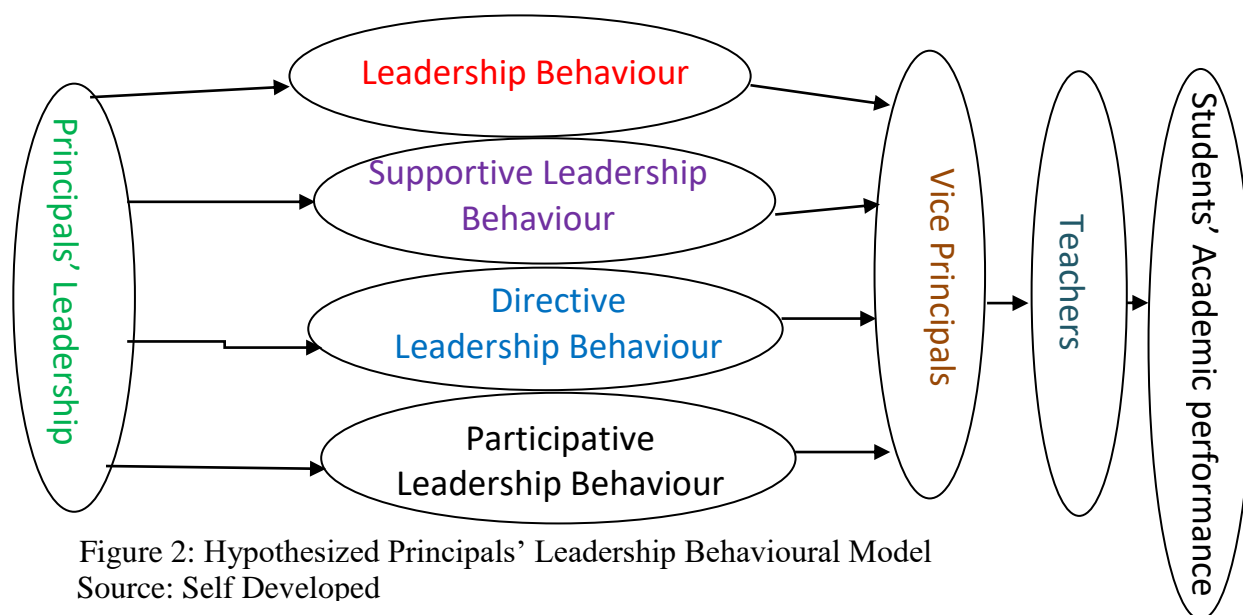 Principals’ Leadership
Leadership Behaviour
Supportive Leadership
Behaviour
Directive
Leadership Behaviour
Participative
Leadership Behaviour
Vice Principals
Teachers
Students’ Academic performance
Figure 2: Hypothesized Principals’ Leadership Behavioural Model
Source: Self Developed